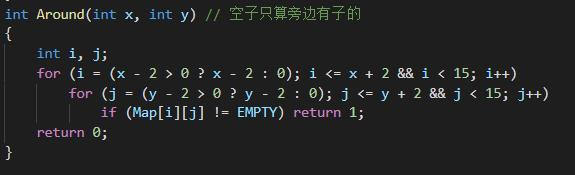 int Around(int x, int y) // 空子只算旁边有子的
{
    int i, j;
    for (i = (x - 2 > 0 ? x - 2 : 0); i <= x + 2 && i < 15; i++)
        for (j = (y - 2 > 0 ? y - 2 : 0); j <= y + 2 && j < 15; j++)
            if (Map[i][j] != EMPTY) return 1;
    return 0;
}